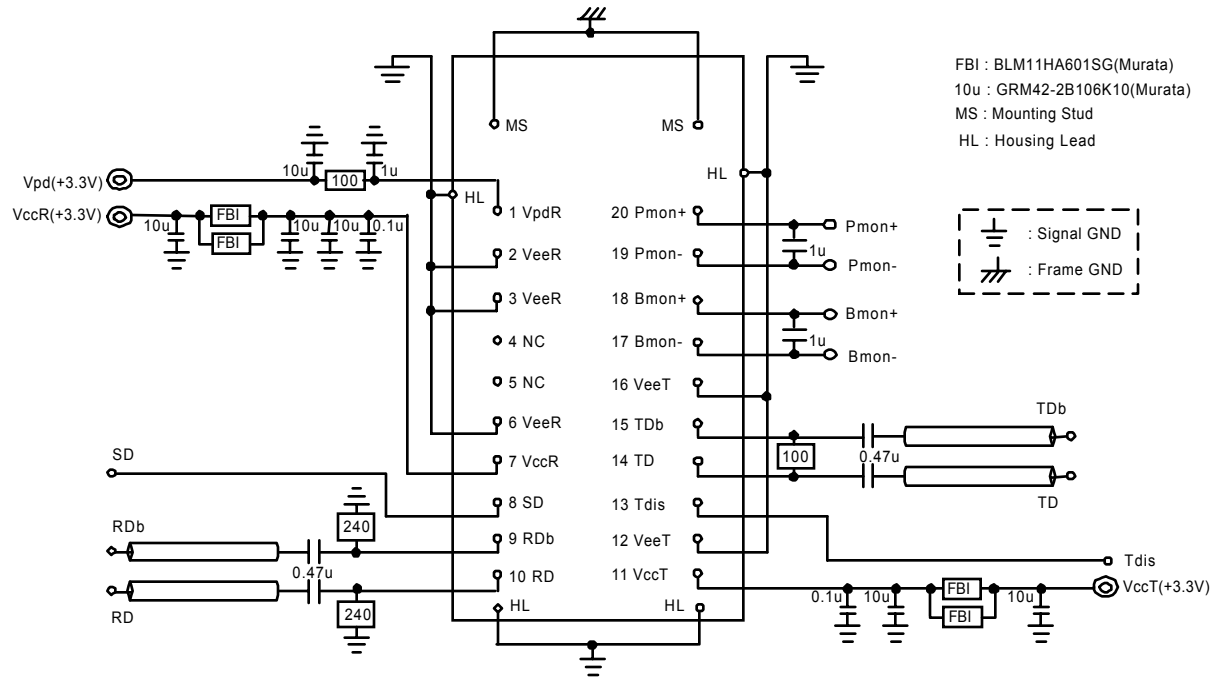 FBI : BLM11HA601SG(Murata)
10u : GRM42-2B106K10(Murata)
MS : Mounting Stud
HL : Housing Lead
: Signal GND
: Frame GND
MS
MS
HL
HL
Vpd(+3.3V)
10u
100
1u
VccR(+3.3V)
10u
FBI
FBI
10u
10u
0.1u
1 VpdR
2 VeeR
3 VeeR
4 NC
5 NC
6 VeeR
7 VccR
8 SD
9 RDb
10 RD
HL
20 Pmon+
19 Pmon-
18 Bmon+
17 Bmon-
16 VeeT
15 TDb
14 TD
13 Tdis
12 VeeT
11 VccT
HL
Pmon+
1u
Pmon-
Bmon+
1u
Bmon-
TDb
100
0.47u
TD
Tdis
VccT(+3.3V)
0.1u
10u
FBI
FBI
10u
SD
240
RDb
0.47u
RD
240